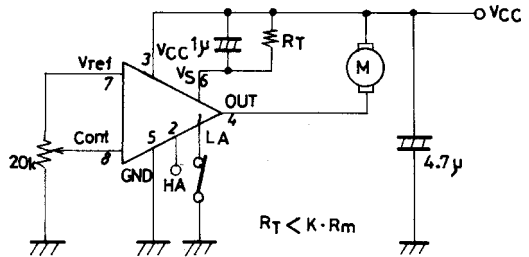 VCC
3
VCC
1μ
RT
Vref
7
VS
6
M
OUT
4
20k
Cont
8
5
2
1
LA
GND
HA
4.7μ
RT < K · Rm